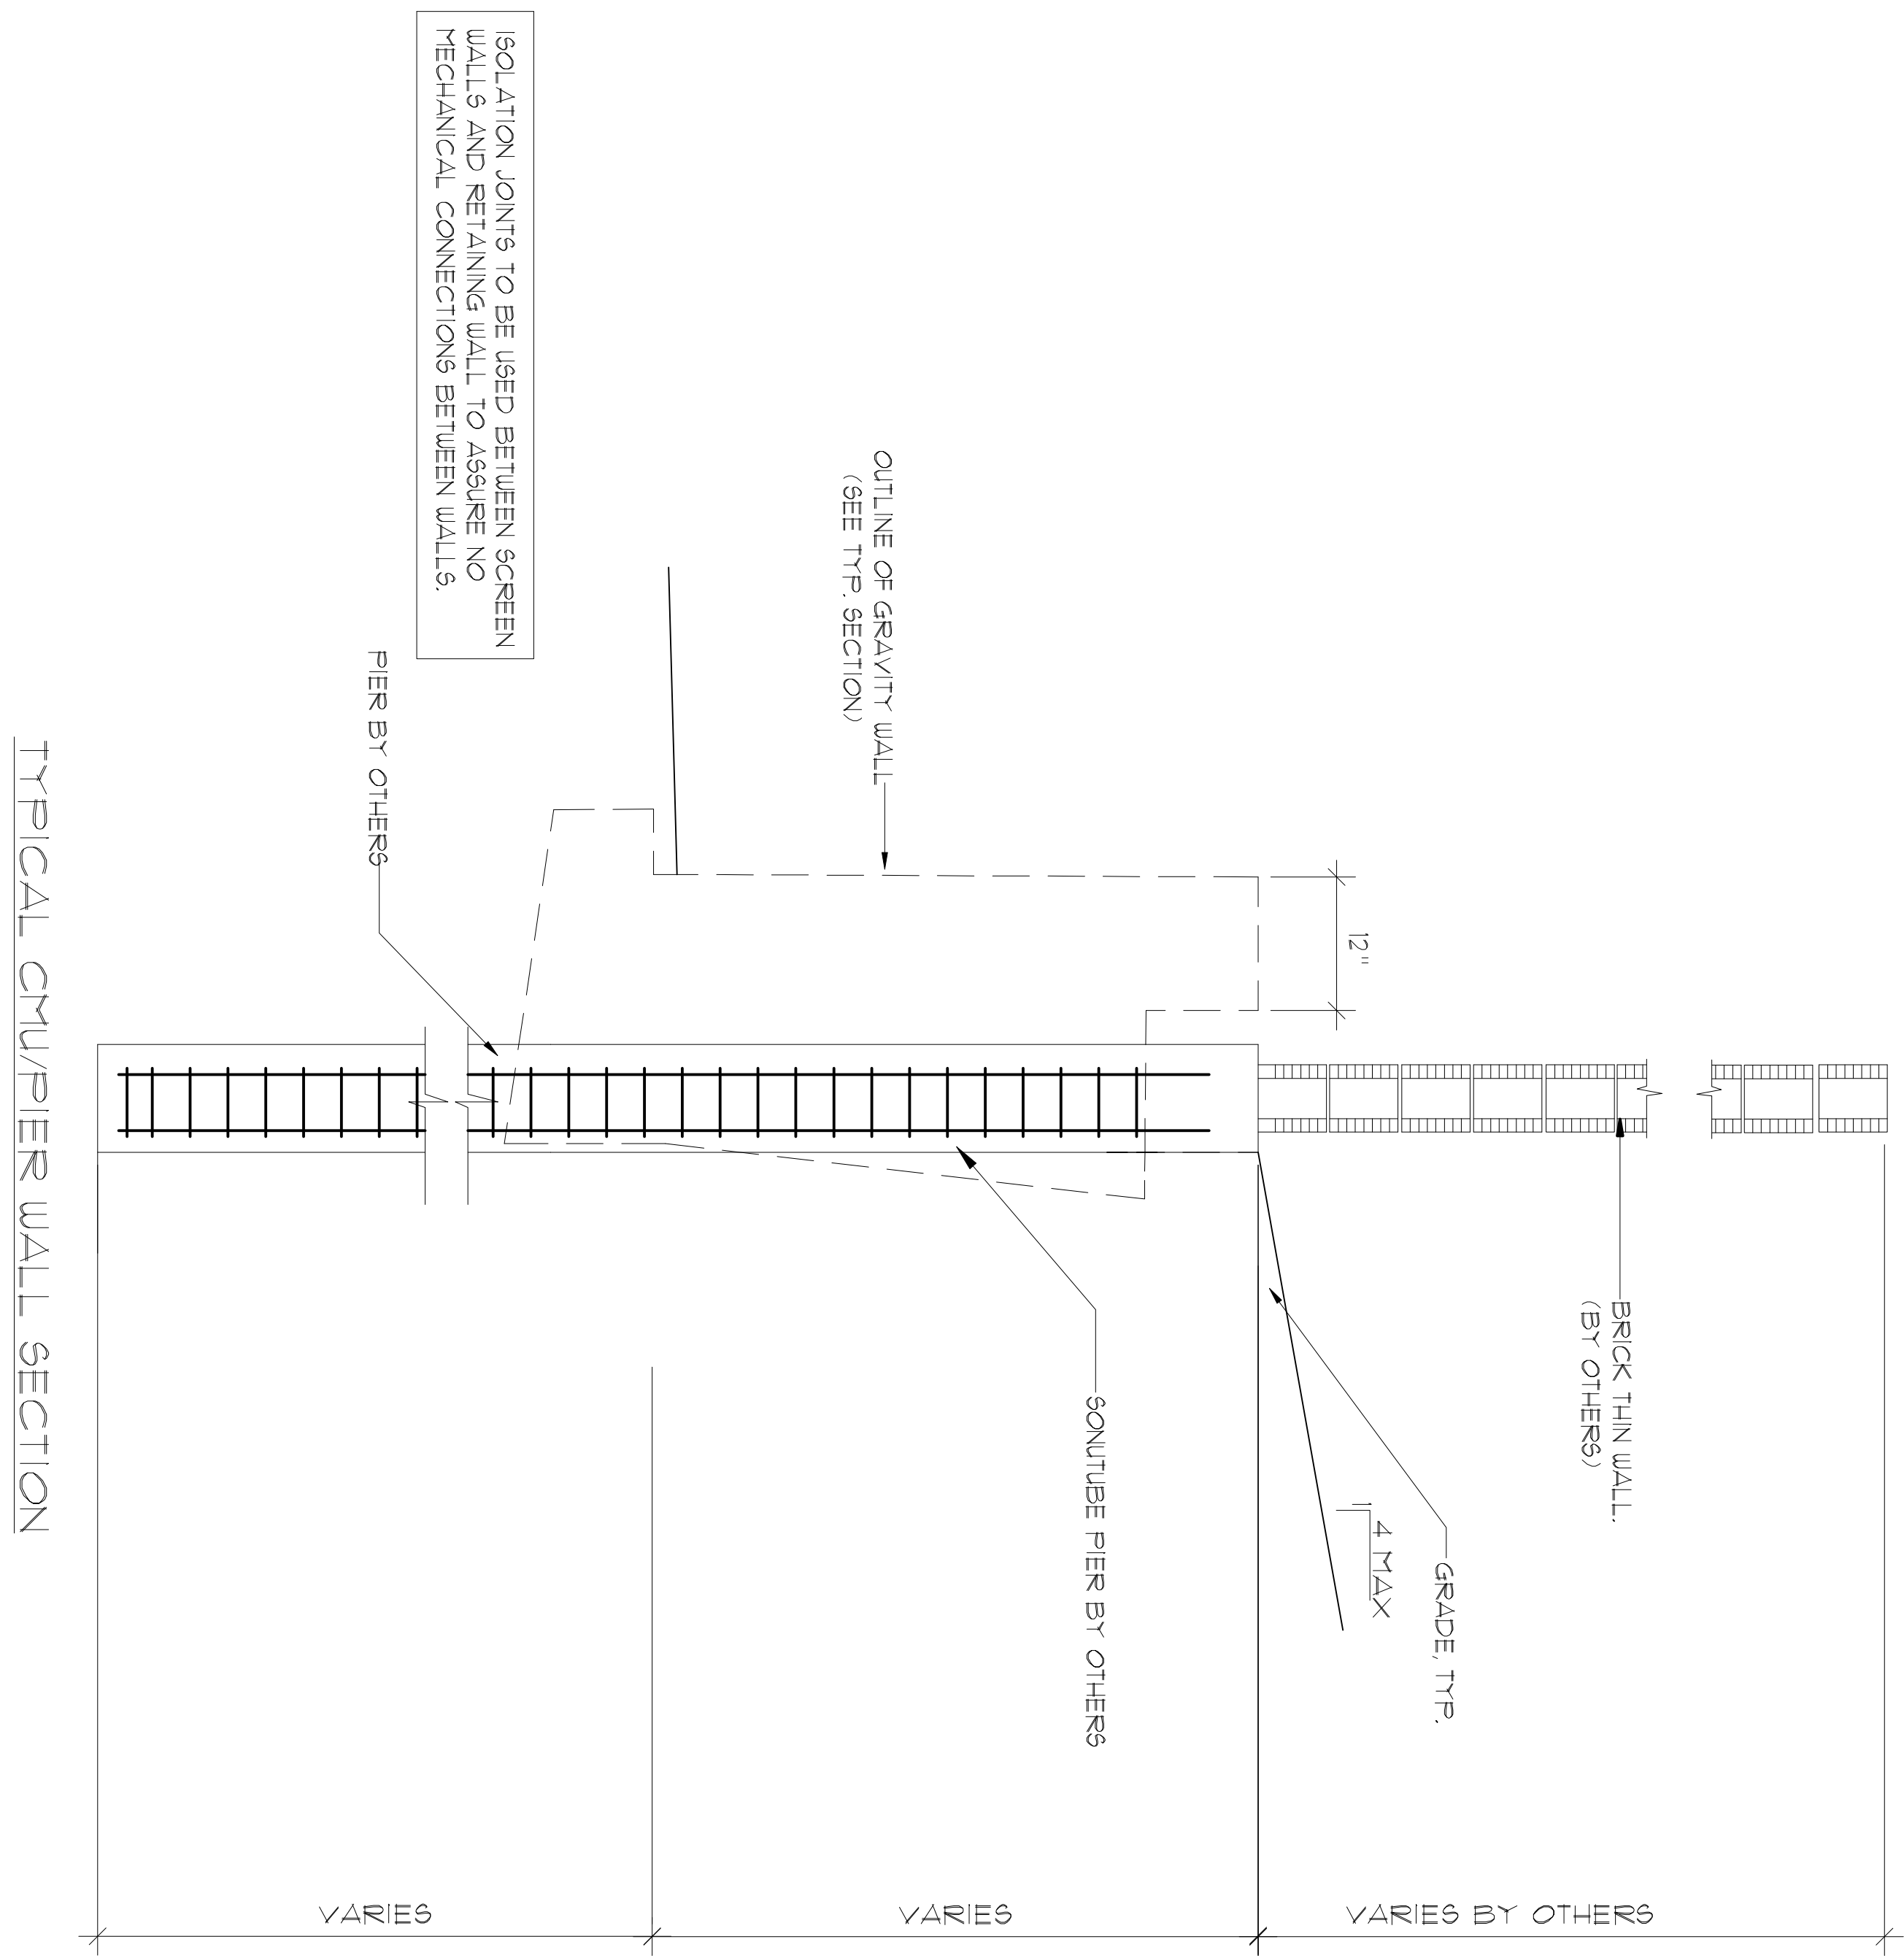 VARIES BY OTHERS
BRICK THIN WALL.
(BY OTHERS)
GRADE, TYP.
1
4 MAX
12"
SONUTUBE PIER BY OTHERS
VARIES
OUTLINE OF GRAVITY WALL
(SEE TYP. SECTION)
ISOLATION JOINTS TO BE USED BETWEEN SCREEN
WALLS AND RETAINING WALL TO ASSURE NO
MECHANICAL CONNECTIONS BETWEEN WALLS.
PIER BY OTHERS
VARIES
TYPICAL CMU/PIER WALL SECTION